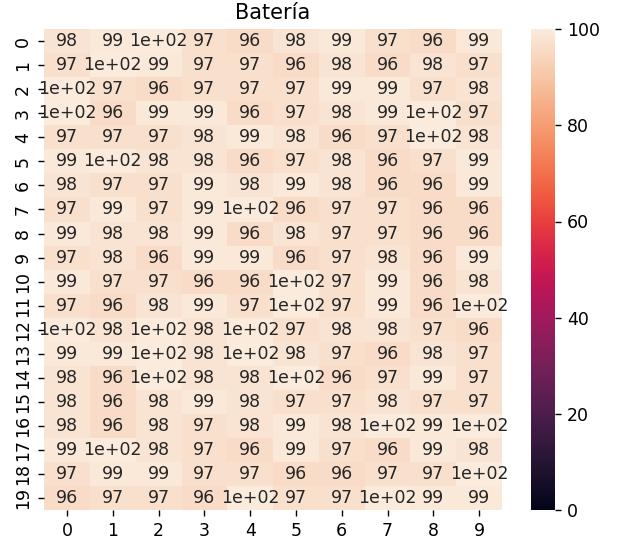 Batería
0 98 99 1e+02 97 96 98 99 97 96 99
1 97 1e+02 99 97 97 96 98 96 98 97
2 1e+02 97 96 97 97 97 99 99 97 98
3 1e+02 96 99 99 96 97 98 99 1e+02 97
4 97 97 97 98 99 98 96 97 1e+02 98
5 99 1e+02 98 98 96 97 98 96 97 99
6 98 97 97 99 98 99 98 96 96 99
7 97 99 97 99 1e+02 96 97 97 96 96
8 99 98 98 99 96 98 97 97 96 96
9 97 98 96 99 99 96 97 98 96 99
10 99 97 97 96 96 1e+02 97 99 96 98
11 97 96 98 99 97 1e+02 97 99 96 1e+02
12 1e+02 98 1e+02 98 1e+02 97 98 98 97 96
13 99 99 1e+02 98 1e+02 98 97 96 98 97
14 98 96 1e+02 98 98 1e+02 96 97 99 97
15 98 96 98 99 98 97 97 98 97 97
16 98 96 98 97 98 99 98 1e+02 99 1e+02
17 99 1e+02 98 97 96 99 97 96 99 98
18 97 99 99 97 97 96 96 97 97 1e+02
19 96 97 97 96 1e+02 97 97 1e+02 99 99
0 1 2 3 4 5 6 7 8 9
100
80
60
40
20
0